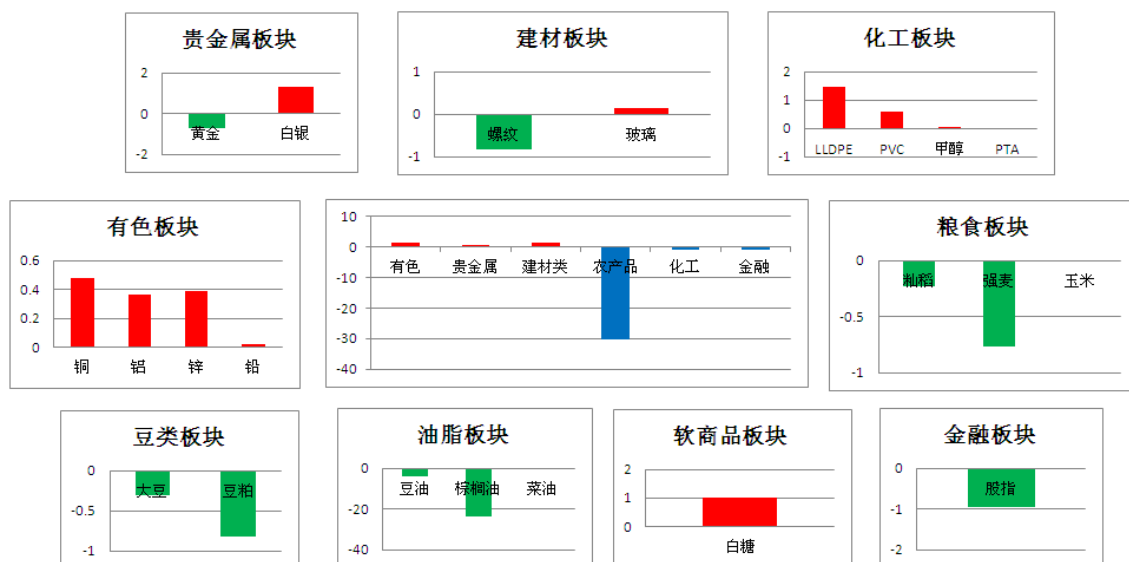 贵金属板块
2
0
-2
黄金
白银
建材板块
1
0
-1
螺纹
玻璃
化工板块
2
1
0
-1
LLDPE
PVC
甲醇
PTA
有色板块
0.6
0.4
0.2
0
铜
铝
锌
铅
10
0
-10
-20
-30
-40
有色
贵金属
建材类
农产品
化工
金融
粮食板块
0
-0.5
-1
籼稻
强麦
玉米
豆类板块
0
-0.5
-1
大豆
豆粕
油脂板块
0
-20
-40
豆油
棕榈油
菜油
软商品板块
2
1
0
白糖
金融板块
0
-1
-2
股指